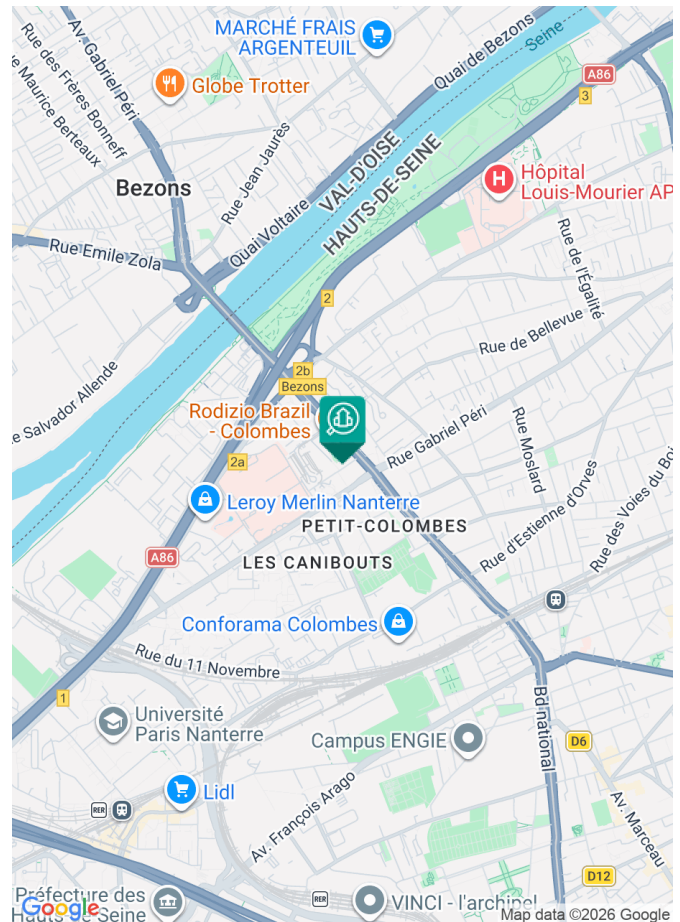 MARCHÉ FRAIS
ARGENTEUIL
Seine
Quai de Bezons
Av. Gabriel Péri
Rue des Frères Bonneff
Maurice Berteaux
A86
3
Globe Trotter
Rue Jean Jaurès
VAL-D'OISE
HAUTS-DE-SEINE
Hôpital
Louis-Mourier AP
Bezons
Quai Voltaire
Rue Emile Zola
Rue de l'Égalité
2
Rue de Bellevue
Salvador Allende
2b
Bezons
Rodizio Brazil
- Colombes
Rue Gabriel Péri
Rue Moslard
2a
Leroy Merlin Nanterre
PETIT-COLOMBES
Rue d'Estienne d'Orves
Rue des Voies du Boi
A86
LES CANIBOUTS
Conforama Colombes
Rue du 11 Novembre
1
Université
Paris Nanterre
Campus ENGIE
Bd national
D6
Lidl
RER
Av. François Arago
Av. Marceau
D12
Préfecture des
Hauts-de-Seine
RER
VINCI - l'archipel
Google
Map data ©2026 Google